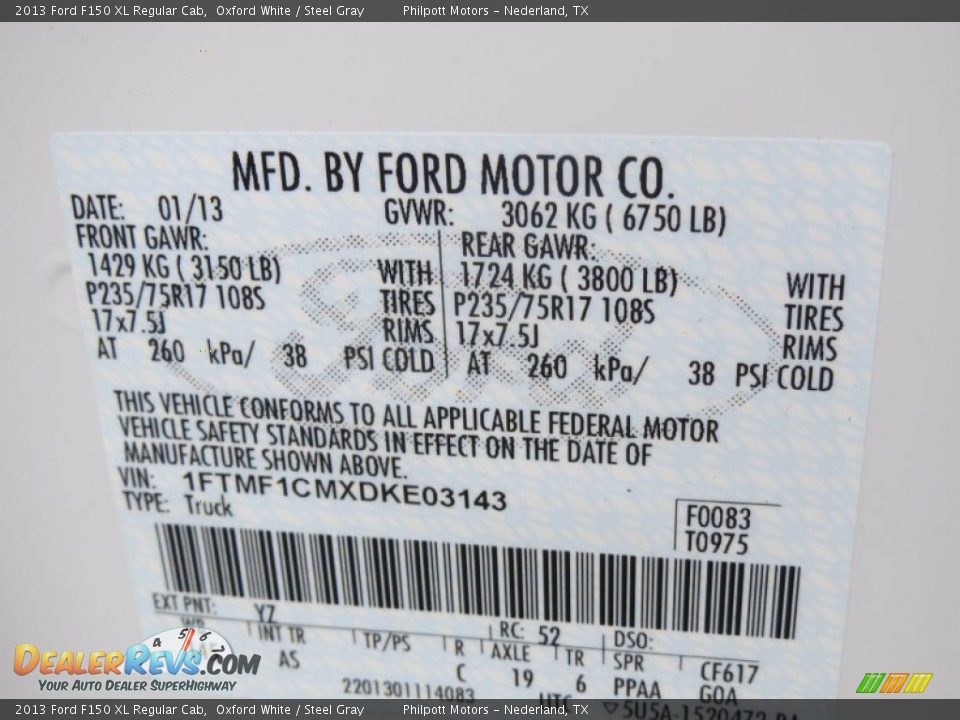 2013 Ford F150 XL Regular Cab, Oxford White / Steel Gray Philpott Motors - Nederland, TX
MFD. BY FORD MOTOR CO.
DATE: 01/13 GVWR: 3062 KG ( 6750 LB)
FRONT GAWR: REAR GAWR:
1429 KG ( 3150 LB) WITH 1724 KG ( 3800 LB) WITH
P235/75R17 108S TIRES P235/75R17 108S TIRES
17x7.5J RIMS 17x7.5J RIMS
AT 260 kPa/ 38 PSI COLD AT 260 kPa/ 38 PSI COLD
THIS VEHICLE CONFORMS TO ALL APPLICABLE FEDERAL MOTOR
VEHICLE SAFETY STANDARDS IN EFFECT ON THE DATE OF
MANUFACTURE SHOWN ABOVE.
VIN: 1FTMF1CMXDKE03143
TYPE: Truck
F0083
T0975
EXT PNT: YZ RC: 52 DSO:
INT TR TP/PS R AXLE TR SPR CF617
AS C 19 6 PPAA GOA
2201301114083
4 5 6
DEALERREVS.COM
YOUR AUTO DEALER SUPERHIGHWAY
2013 Ford F150 XL Regular Cab, Oxford White / Steel Gray Philpott Motors - Nederland, TX